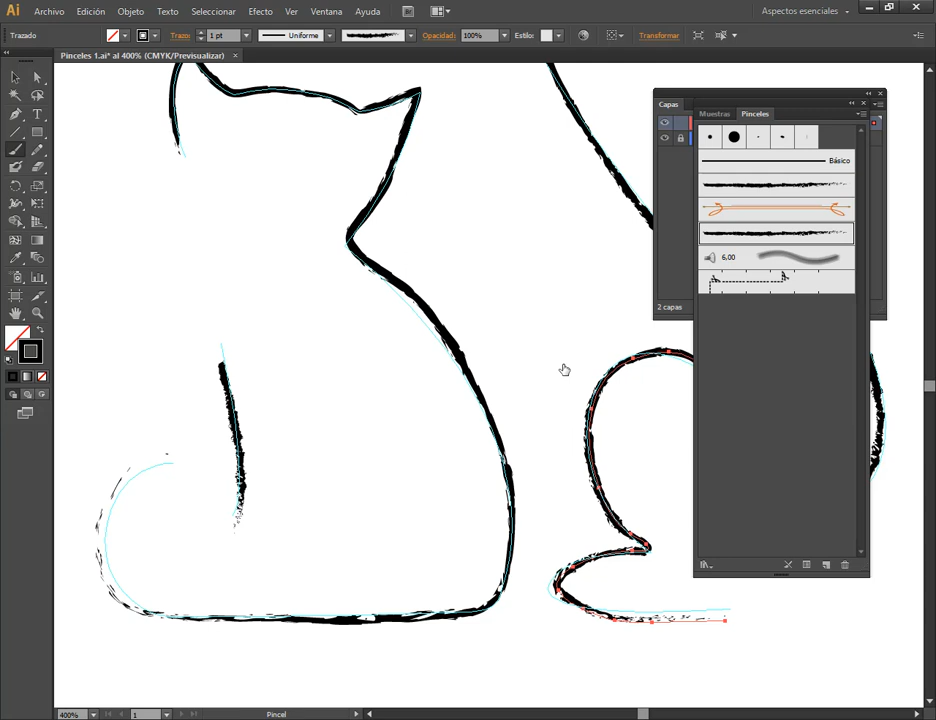 Ai Archivo Edición Objeto Texto Seleccionar Efecto Ver Ventana Ayuda Br Aspectos esenciales
Trazado Trazo: 1 pt Uniforme Opacidad: 100% Estilo: Transformar
Pinceles 1.ai* al 400% (CMYK/Previsualizar) ×
Capas
Muestras Pinceles
Básico
6,00
2 capas
400% 1 Pincel